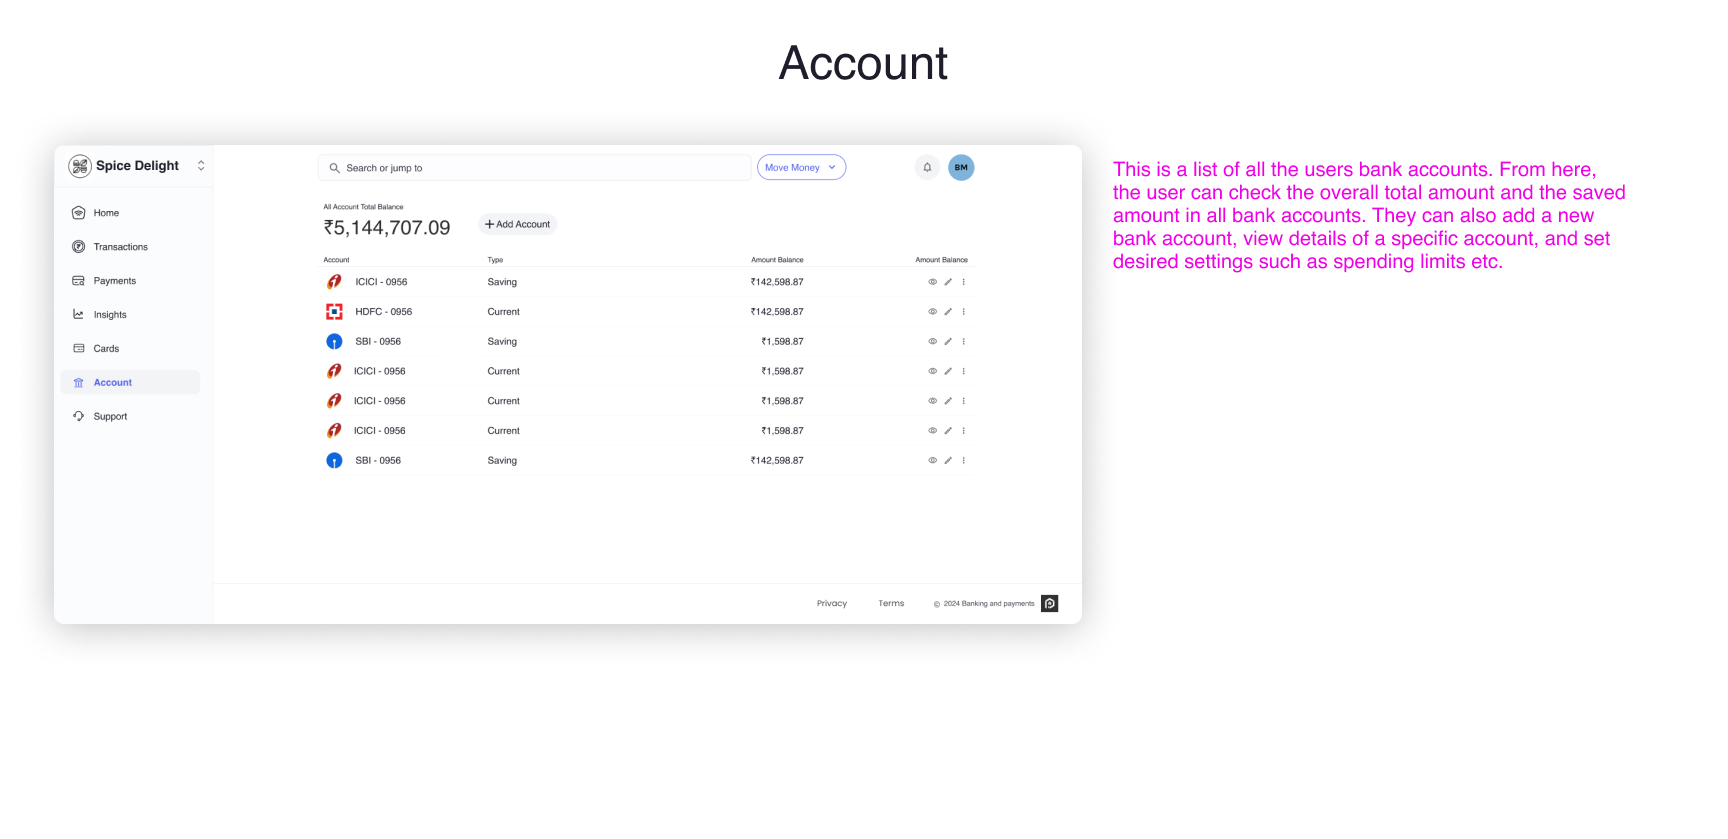 Account
Spice Delight
Search or jump to
Move Money
BM
Home
Transactions
Payments
Insights
Cards
Account
Support
All Account Total Balance
₹5,144,707.09
+ Add Account
Account Type Amount Balance Amount Balance
ICICI - 0956 Saving ₹142,598.87
HDFC - 0956 Current ₹142,598.87
SBI - 0956 Saving ₹1,598.87
ICICI - 0956 Current ₹1,598.87
ICICI - 0956 Current ₹1,598.87
ICICI - 0956 Current ₹1,598.87
SBI - 0956 Saving ₹142,598.87
Privacy Terms © 2024 Banking and payments
This is a list of all the users bank accounts. From here,
the user can check the overall total amount and the saved
amount in all bank accounts. They can also add a new
bank account, view details of a specific account, and set
desired settings such as spending limits etc.